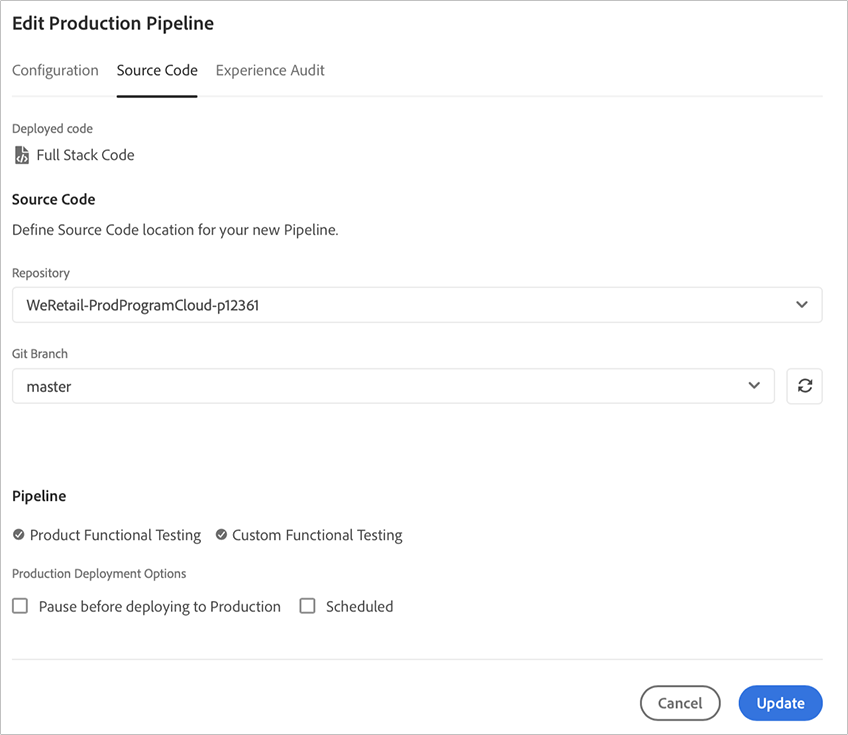 Edit Production Pipeline
Configuration Source Code Experience Audit
Deployed code
Full Stack Code
Source Code
Define Source Code location for your new Pipeline.
Repository
WeRetail-ProdProgramCloud-p12361
Git Branch
master
Pipeline
Product Functional Testing Custom Functional Testing
Production Deployment Options
Pause before deploying to Production Scheduled
Cancel Update